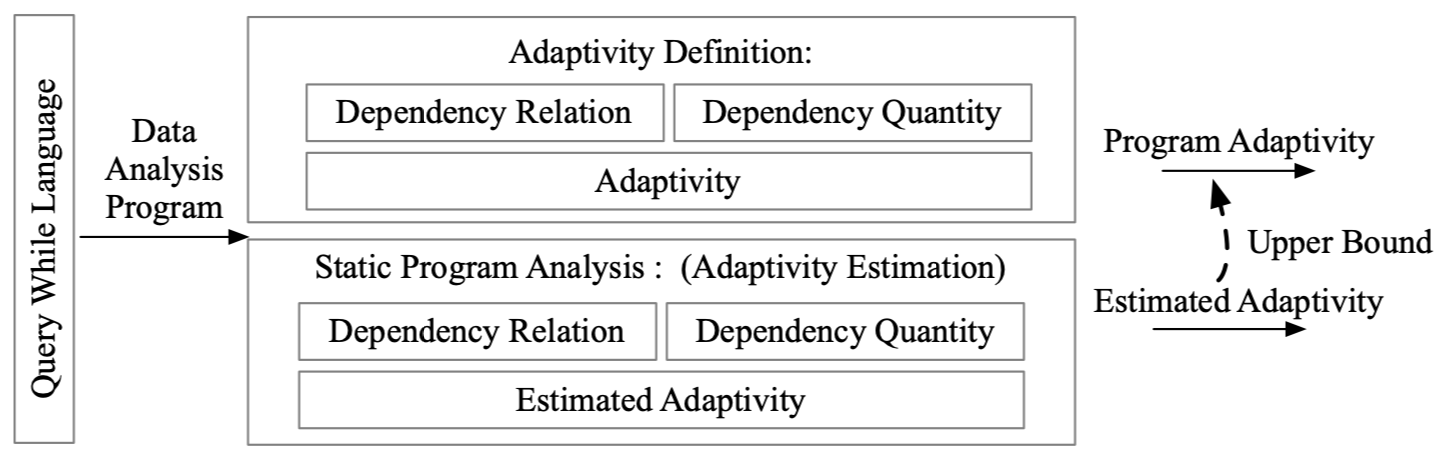 Query While Language
Data
Analysis
Program
Adaptivity Definition:
Dependency Relation
Dependency Quantity
Adaptivity
Static Program Analysis : (Adaptivity Estimation)
Dependency Relation
Dependency Quantity
Estimated Adaptivity
Program Adaptivity
Upper Bound
Estimated Adaptivity